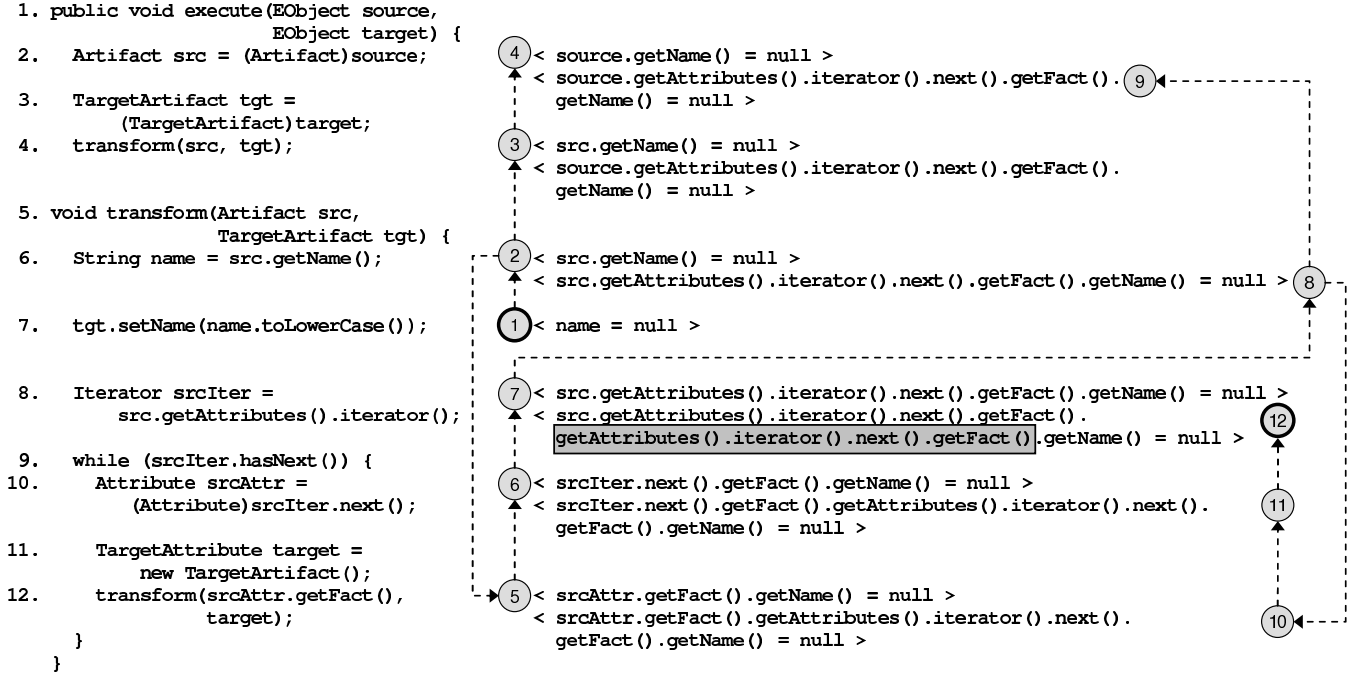 1. public void execute(EObject source,
EObject target) {
2. Artifact src = (Artifact)source;
3. TargetArtifact tgt =
(TargetArtifact)target;
4. transform(src, tgt);
5. void transform(Artifact src,
TargetArtifact tgt) {
6. String name = src.getName();
7. tgt.setName(name.toLowerCase());
8. Iterator srcIter =
src.getAttributes().iterator();
9. while (srcIter.hasNext()) {
10. Attribute srcAttr =
(Attribute)srcIter.next();
11. TargetAttribute target =
new TargetArtifact();
12. transform(srcAttr.getFact(),
target);
}
}
4 < source.getName() = null >
< source.getAttributes().iterator().next().getFact(). 9
getName() = null >
3 < src.getName() = null >
< source.getAttributes().iterator().next().getFact().
getName() = null >
2 < src.getName() = null >
< src.getAttributes().iterator().next().getFact().getName() = null > 8
1 < name = null >
7 < src.getAttributes().iterator().next().getFact().getName() = null >
< src.getAttributes().iterator().next().getFact(). 12
getAttributes().iterator().next().getFact().getName() = null >
6 < srcIter.next().getFact().getName() = null >
< srcIter.next().getFact().getAttributes().iterator().next(). 11
getFact().getName() = null >
5 < srcAttr.getFact().getName() = null >
< srcAttr.getFact().getAttributes().iterator().next(). 10
getFact().getName() = null >